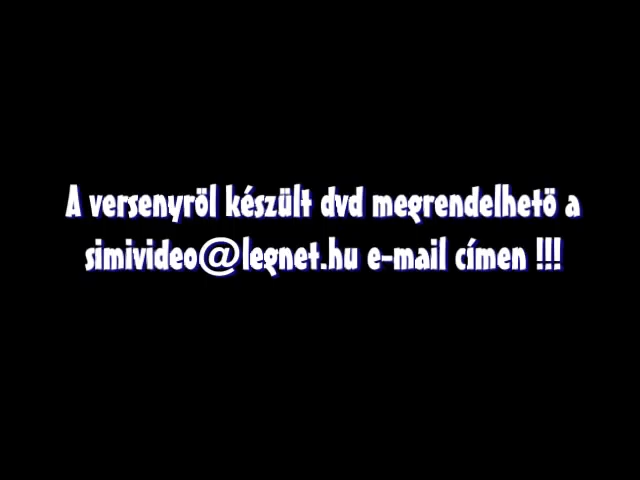 A versenyröl készült dvd megrendelhetö a
simivideo@legnet.hu e-mail címen !!!